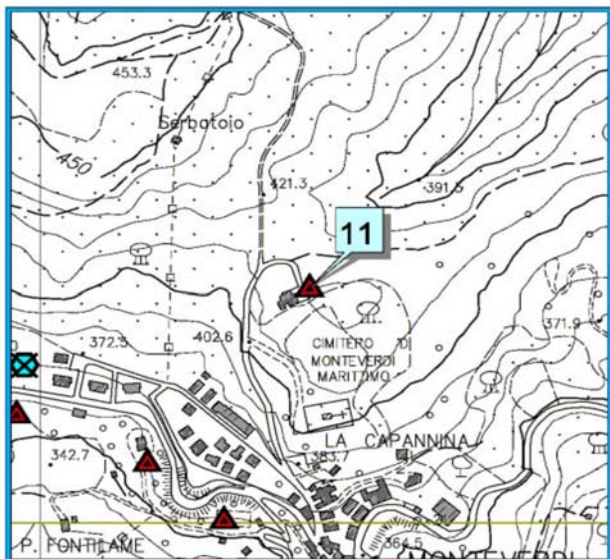 453.3
Serbatoio
450
421.3
391.5
11
372.5
402.6
371.9
CIMITERO DI
MONTEVERDI
MARITTIMO
LA CAPANNINA
342.7
383.7
P. FONTILAME
364.5
MONTEVERDI